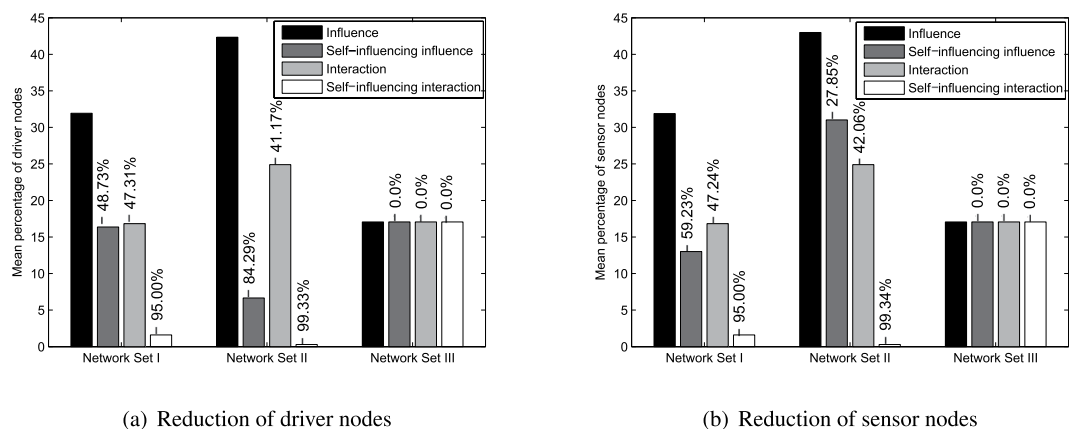 45
40
35
30
25
20
15
10
5
0
Mean percentage of driver nodes
Influence
Self−influencing influence
Interaction
Self−influencing interaction
48.73%
47.31%
95.00%
84.29%
41.17%
99.33%
0.0%
0.0%
0.0%
Network Set I
Network Set II
Network Set III
(a) Reduction of driver nodes
45
40
35
30
25
20
15
10
5
0
Mean percentage of sensor nodes
Influence
Self−influencing influence
Interaction
Self−influencing interaction
59.23%
47.24%
95.00%
27.85%
42.06%
99.34%
0.0%
0.0%
0.0%
Network Set I
Network Set II
Network Set III
(b) Reduction of sensor nodes